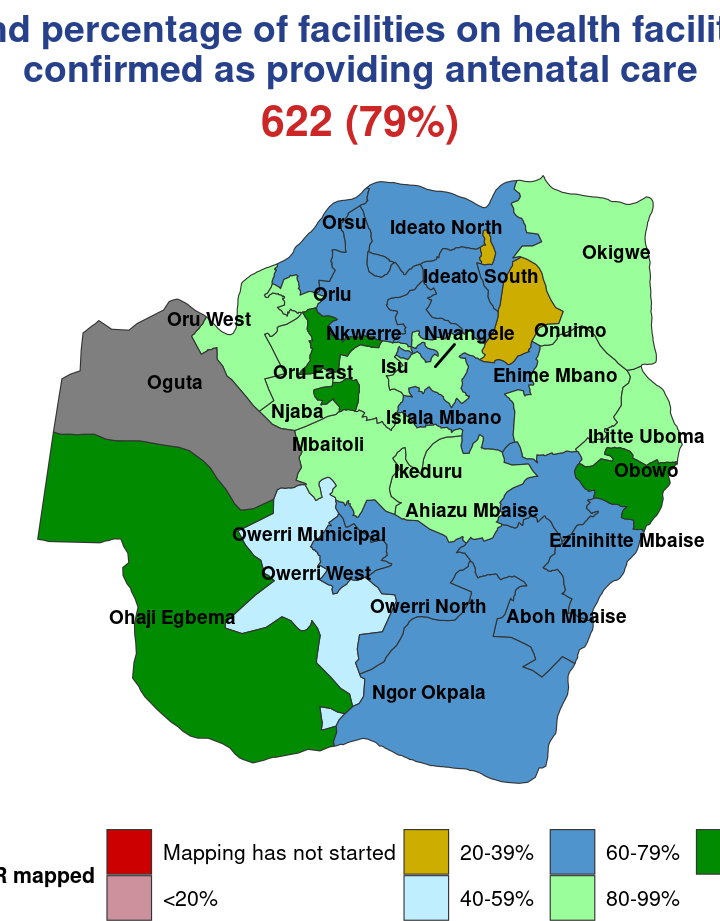 percentage of facilities on health
confirmed as providing antenatal care
622 (79%)
Orsu
Ideato North
Okigwe
Ideato South
Orlu
Oru West
Nkwerre
Nwangele
Onuimo
Isu
Oru East
Ehime Mbano
Oguta
Njaba
Isiala Mbano
Ihitte Uboma
Mbaitoli
Ikeduru
Obowo
Ahiazu Mbaise
Owerri Municipal
Ezinihitte Mbaise
Owerri West
Owerri North
Ohaji Egbema
Aboh Mbaise
Ngor Okpala
Mapping has not started
20-39%
60-79%
mapped
<20%
40-59%
80-99%